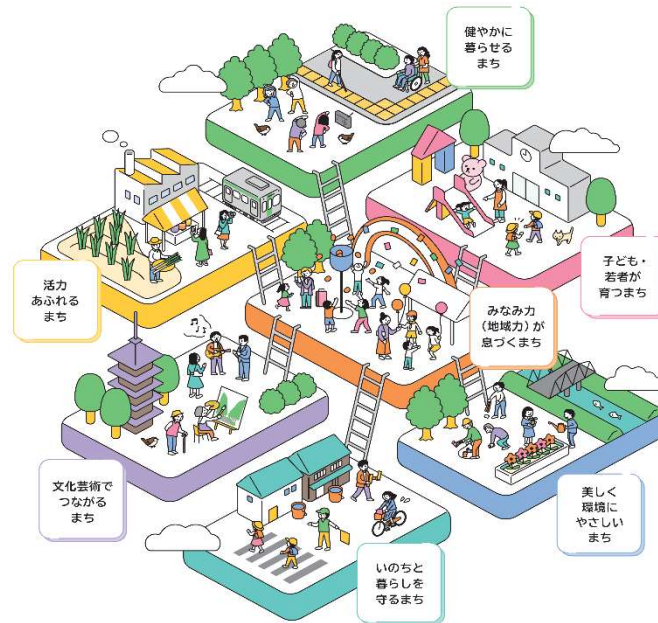 健やかに
暮らせる
まち
活力
あふれる
まち
子ども・
若者が
育つまち
みなみ力
(地域力)が
息づくまち
文化芸術で
つながる
まち
美しく
環境に
やさしい
まち
いのちと
暮らしを
守るまち